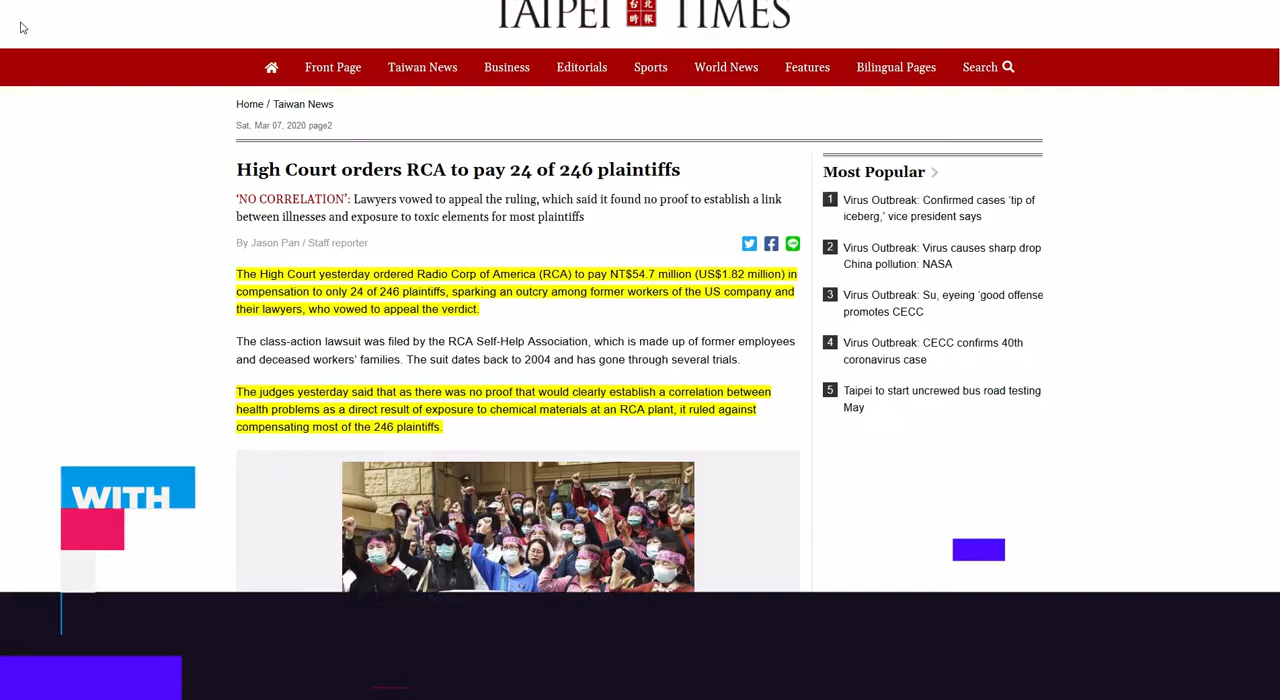 TAIPEI 台北時報 TIMES
Front Page Taiwan News Business Editorials Sports World News Features Bilingual Pages Search
Home / Taiwan News
Sat, Mar 07, 2020 page2
High Court orders RCA to pay 24 of 246 plaintiffs
‘NO CORRELATION’: Lawyers vowed to appeal the ruling, which said it found no proof to establish a link
between illnesses and exposure to toxic elements for most plaintiffs
By Jason Pan / Staff reporter
The High Court yesterday ordered Radio Corp of America (RCA) to pay NT$54.7 million (US$1.82 million) in
compensation to only 24 of 246 plaintiffs, sparking an outcry among former workers of the US company and
their lawyers, who vowed to appeal the verdict.
The class-action lawsuit was filed by the RCA Self-Help Association, which is made up of former employees
and deceased workers’ families. The suit dates back to 2004 and has gone through several trials.
The judges yesterday said that as there was no proof that would clearly establish a correlation between
health problems as a direct result of exposure to chemical materials at an RCA plant, it ruled against
compensating most of the 246 plaintiffs.
Most Popular
1 Virus Outbreak: Confirmed cases ‘tip of
iceberg,’ vice president says
2 Virus Outbreak: Virus causes sharp drop
China pollution: NASA
3 Virus Outbreak: Su, eyeing ‘good offense
promotes CECC
4 Virus Outbreak: CECC confirms 40th
coronavirus case
5 Taipei to start uncrewed bus road testing
May
WITH